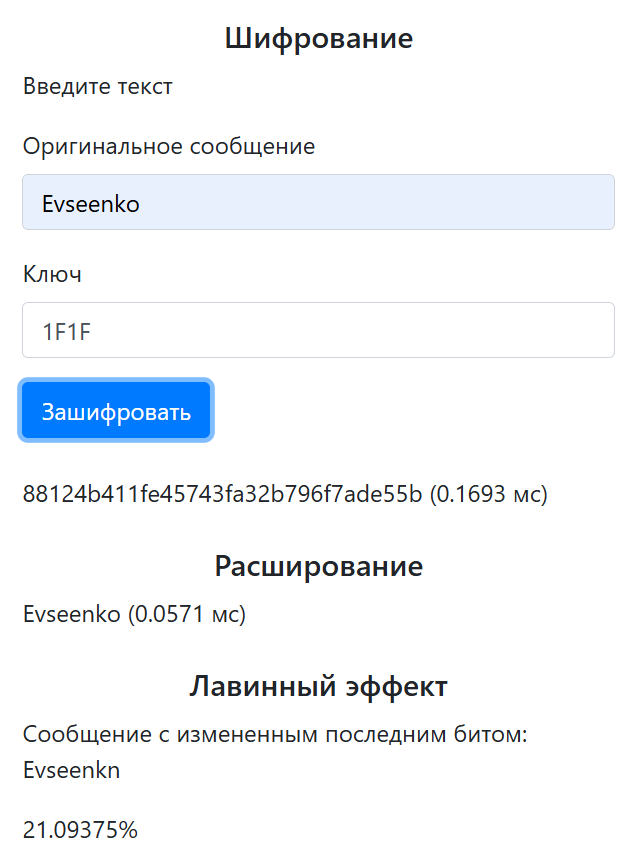 Шифрование
Введите текст
Оригинальное сообщение
Evseenko
Ключ
1F1F
Зашифровать
88124b411fe45743fa32b796f7ade55b (0.1693 мс)
Расширование
Evseenko (0.0571 мс)
Лавинный эффект
Сообщение с измененным последним битом:
Evseenkn
21.09375%